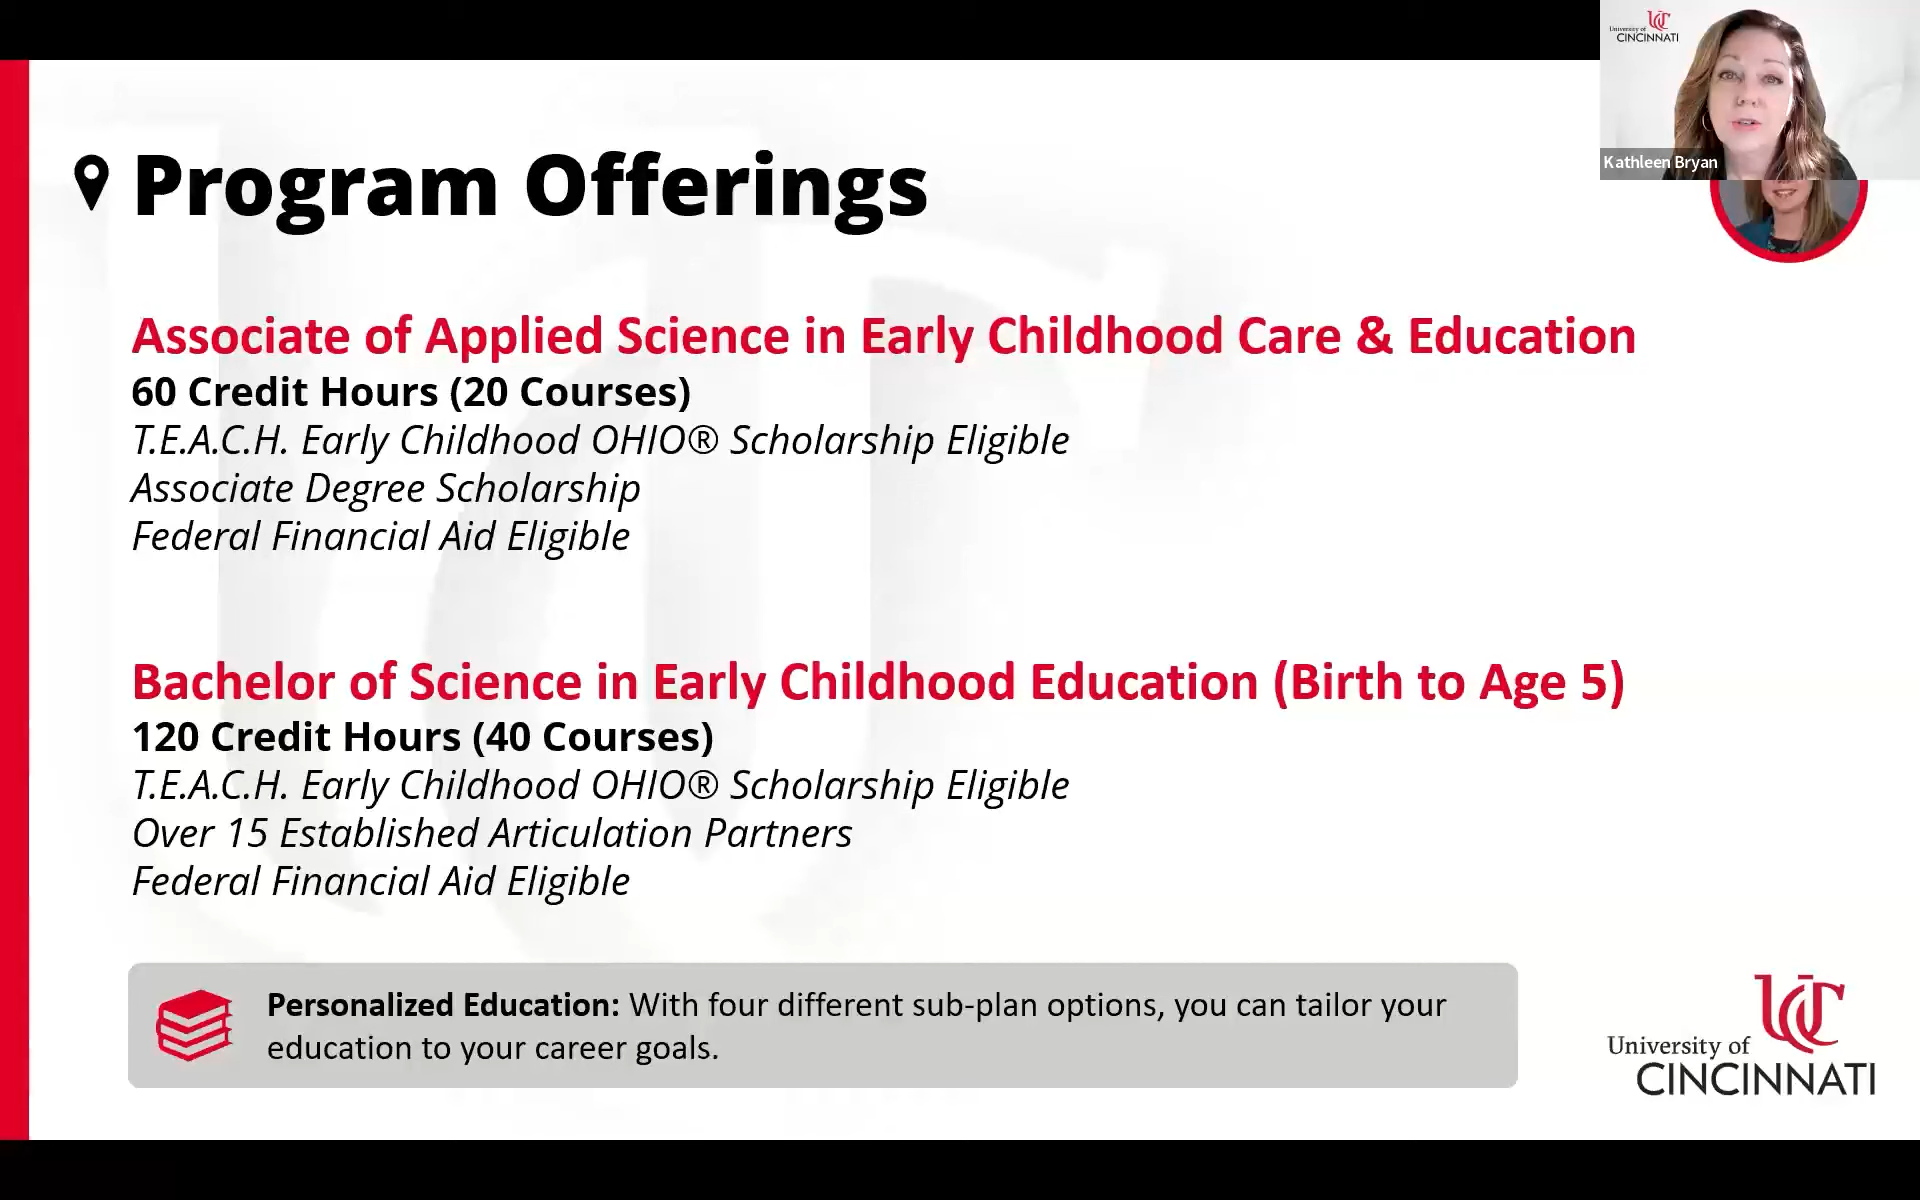 University of
CINCINNATI
Kathleen Bryan
Program Offerings
Associate of Applied Science in Early Childhood Care & Education
60 Credit Hours (20 Courses)
T.E.A.C.H. Early Childhood OHIO® Scholarship Eligible
Associate Degree Scholarship
Federal Financial Aid Eligible
Bachelor of Science in Early Childhood Education (Birth to Age 5)
120 Credit Hours (40 Courses)
T.E.A.C.H. Early Childhood OHIO® Scholarship Eligible
Over 15 Established Articulation Partners
Federal Financial Aid Eligible
Personalized Education: With four different sub-plan options, you can tailor your
education to your career goals.
UC
University of
CINCINNATI